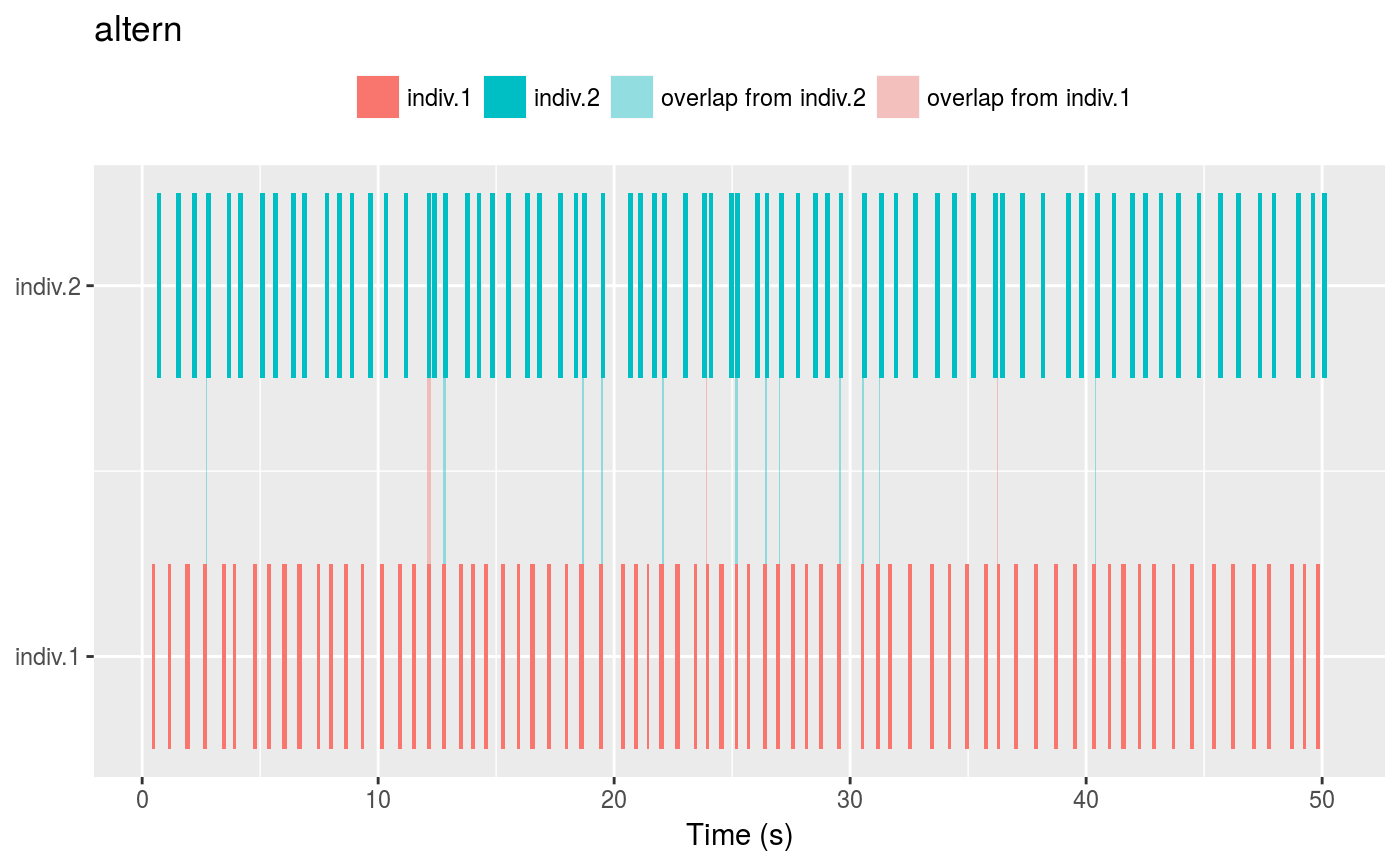 altern
indiv.1 indiv.2 overlap from indiv.2 overlap from indiv.1
indiv.2
indiv.1
0 10 20 30 40 50
Time (s)